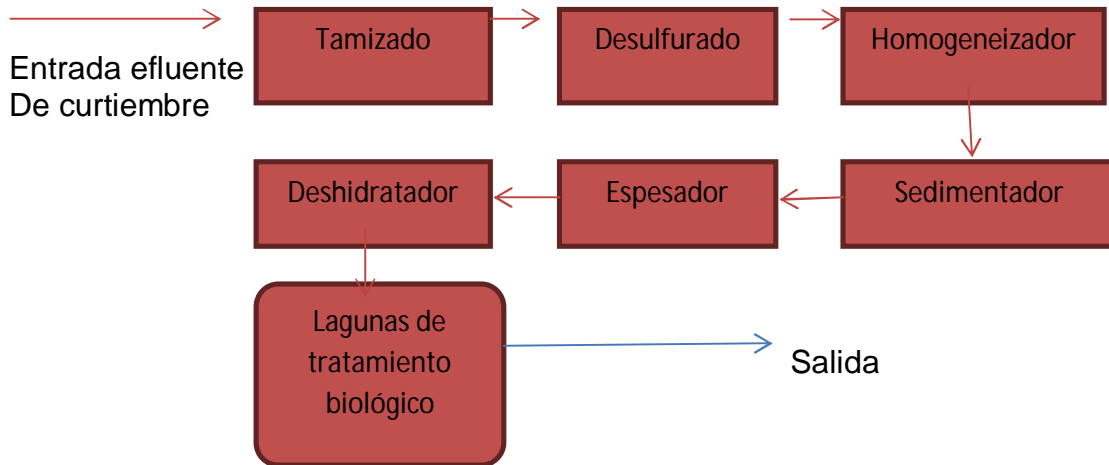 Entrada efluente
De curtiembre
Tamizado
Desulfurado
Homogeneizador
Sedimentador
Espesador
Deshidratador
Lagunas de
tratamiento
biológico
Salida